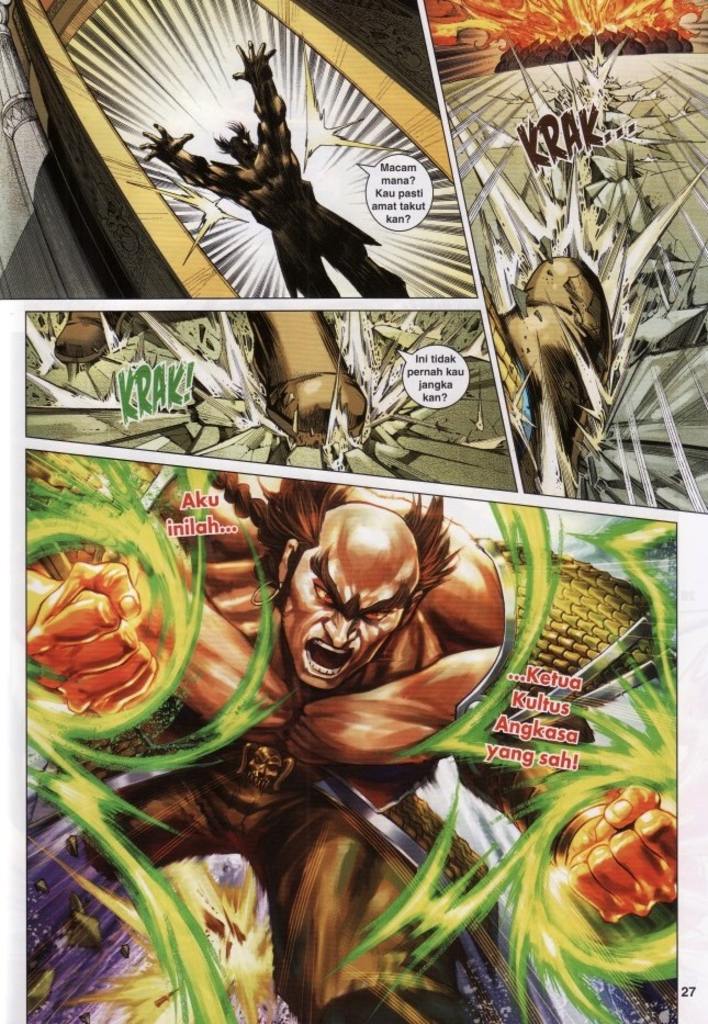 Macam
mana?
Kau pasti
amat takut
kan?
KRAK...
KRAK!
Ini tidak
pernah kau
jangka
kan?
Aku
inilah...
...Ketua
Kultus
Angkasa
yang sah!
27